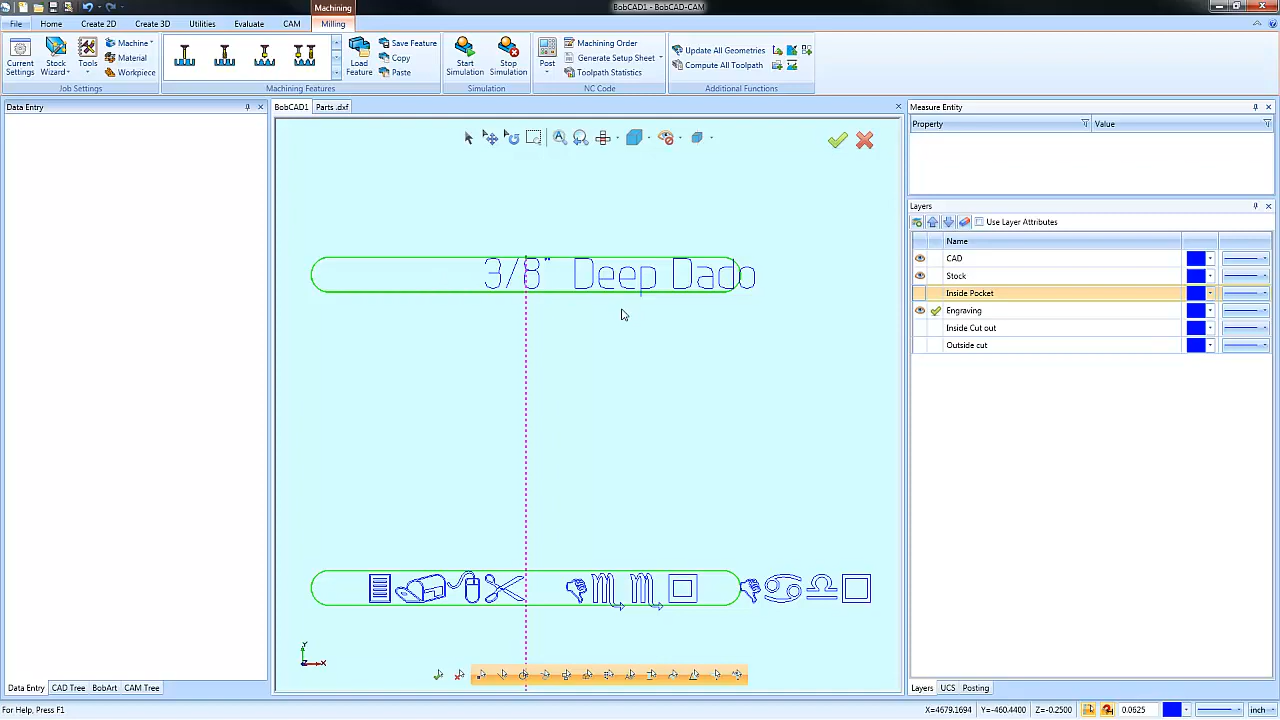 Machining
BobCAD1 - BobCAD-CAM
File Home Create 2D Create 3D Utilities Evaluate CAM Milling
Current Settings
Stock Wizard
Tools
Machine
Material
Workpiece
Job Settings
Machining Features
Load Feature
Save Feature
Copy
Paste
Start Simulation
Stop Simulation
Simulation
Post
Machining Order
Generate Setup Sheet
Toolpath Statistics
NC Code
Update All Geometries
Compute All Toolpath
Additional Functions
Data Entry
BobCAD1 Parts .dxf
Measure Entity
Property Value
Layers
Use Layer Attributes
Name
CAD
Stock
Inside Pocket
Engraving
Inside Cut out
Outside cut
3/8" Deep Dado
Y
X
Data Entry CAD Tree BobArt CAM Tree
Layers UCS Posting
For Help, Press F1
X=4679.1694 Y=-460.4400 Z=-0.2500 0.0625 inch